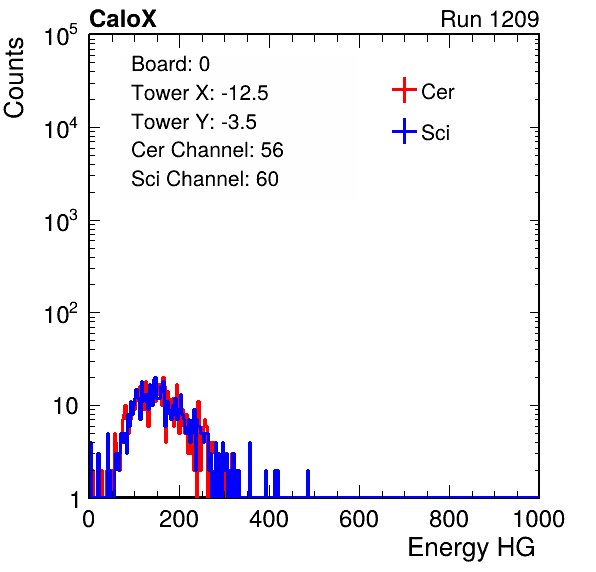 CaloX Run 1209
Counts
Board: 0
Tower X: -12.5
Tower Y: -3.5
Cer Channel: 56
Sci Channel: 60
Cer
Sci
10^5
10^4
10^3
10^2
10
1
0 200 400 600 800 1000
Energy HG